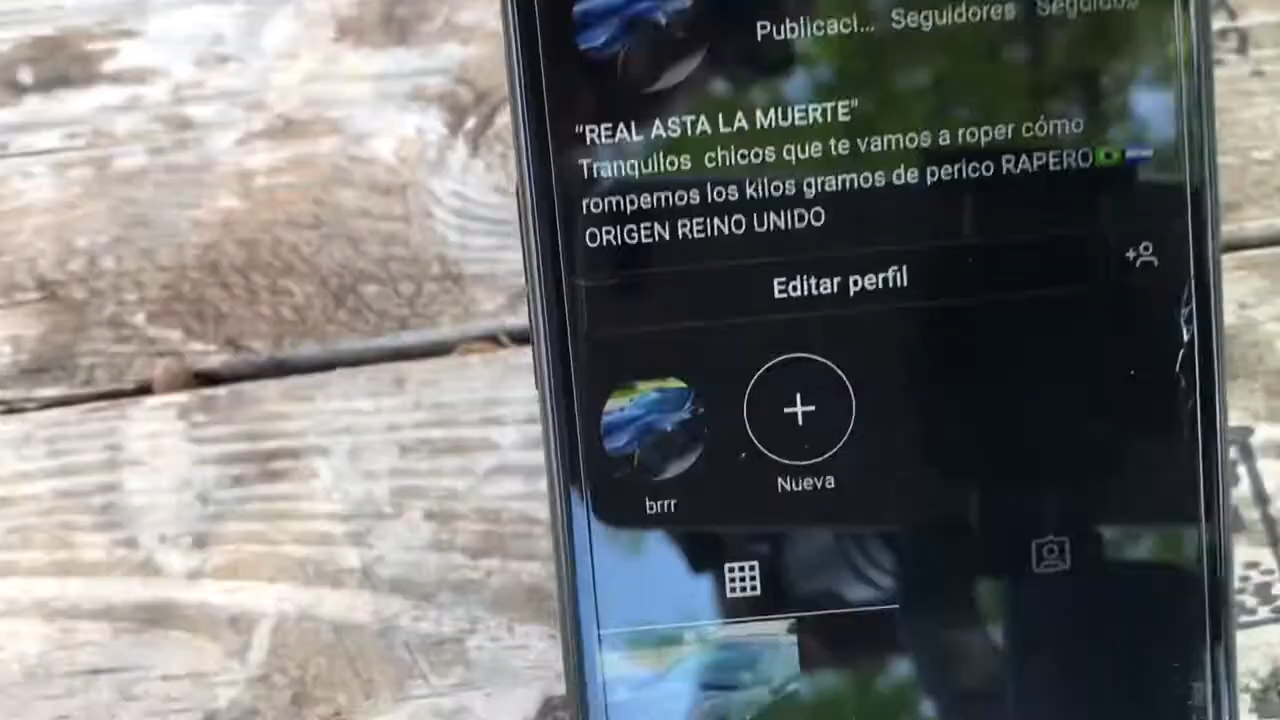 Publicaci... Seguidores Seguidos
“REAL ASTA LA MUERTE”
Tranquilos chicos que te vamos a roper cómo
rompemos los kilos gramos de perico RAPERO🇧🇷🇸🇻
ORIGEN REINO UNIDO
Editar perfil
brrr
Nueva